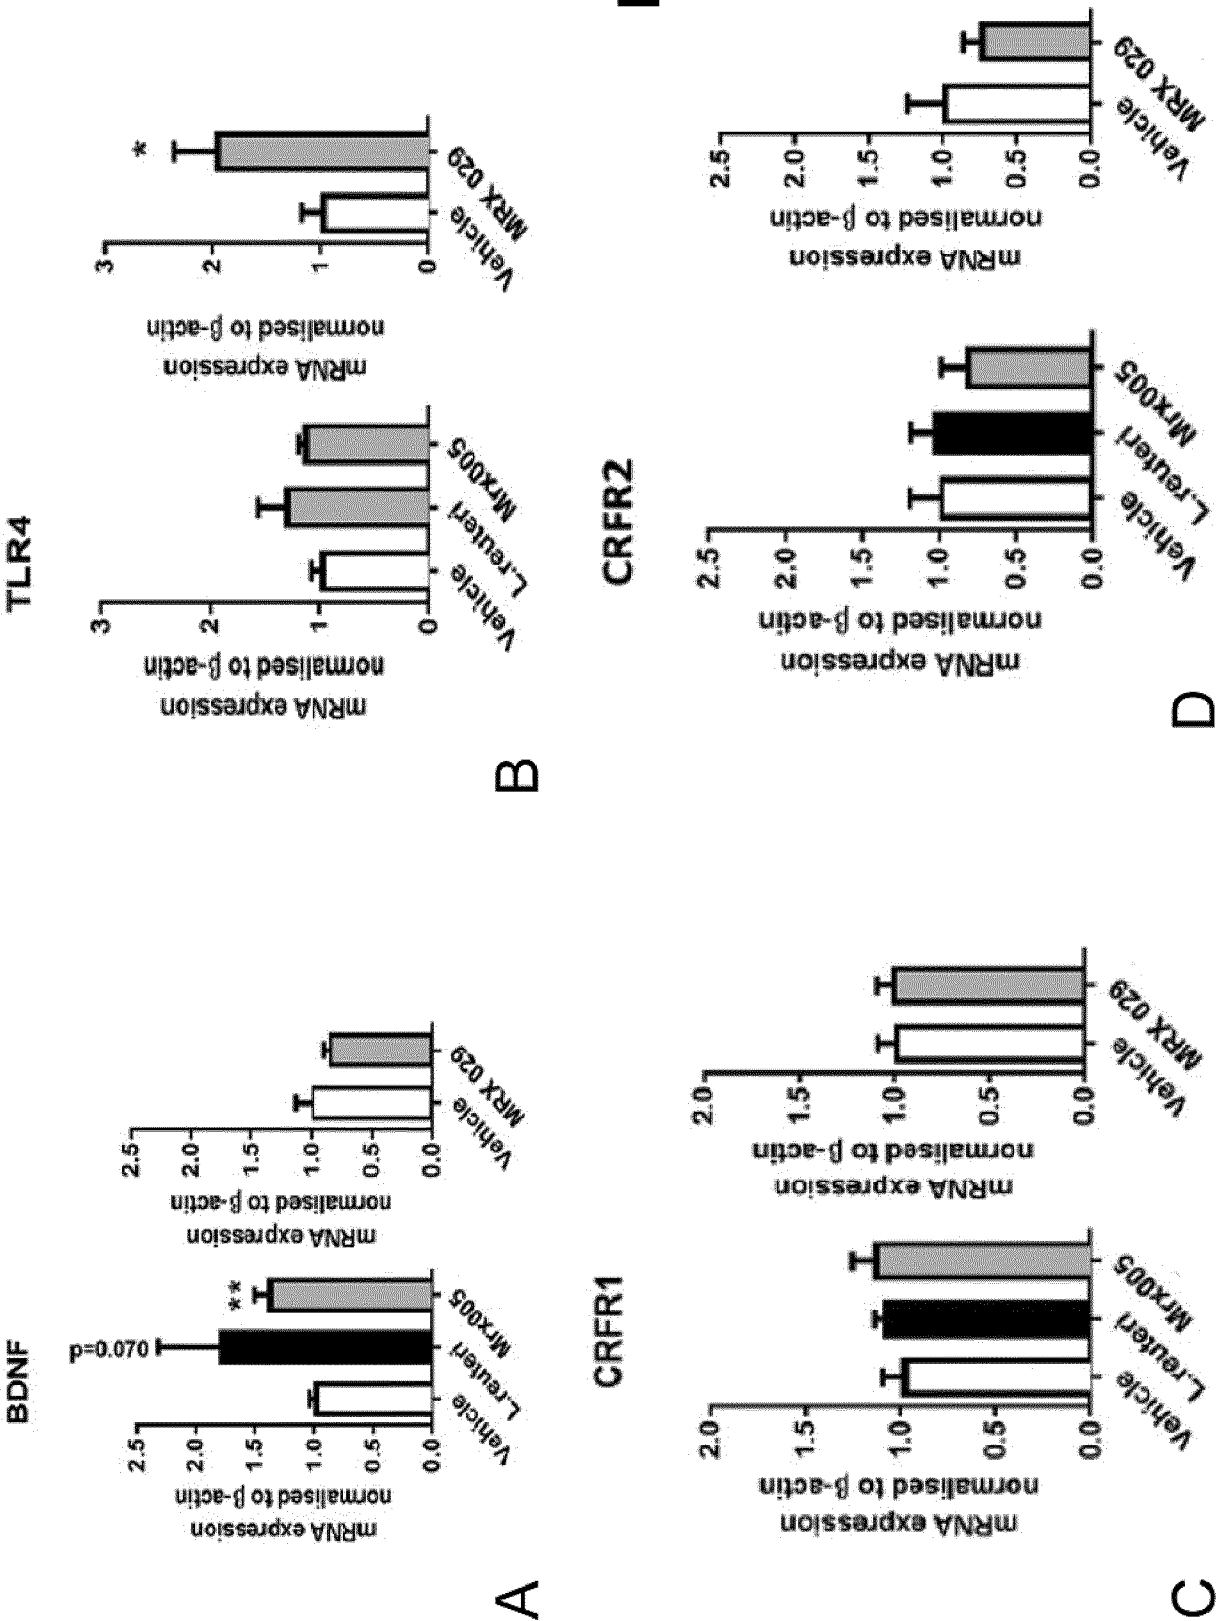 BDNF
mRNA expression
normalised to β-actin
2.5
2.0
1.5
1.0
0.5
0.0
p=0.070
**
Vehicle
L.reuteri
Mrx005
mRNA expression
normalised to β-actin
2.5
2.0
1.5
1.0
0.5
0.0
Vehicle
MRX 029
A
TLR4
mRNA expression
normalised to β-actin
3
2
1
0
Vehicle
L.reuteri
Mrx005
mRNA expression
normalised to β-actin
3
2
1
0
*
Vehicle
MRX 029
B
CRFR1
mRNA expression
normalised to β-actin
2.0
1.5
1.0
0.5
0.0
Vehicle
L.reuteri
Mrx005
mRNA expression
normalised to β-actin
2.0
1.5
1.0
0.5
0.0
Vehicle
MRX 029
C
CRFR2
mRNA expression
normalised to β-actin
2.5
2.0
1.5
1.0
0.5
0.0
Vehicle
L.reuteri
Mrx005
mRNA expression
normalised to β-actin
2.5
2.0
1.5
1.0
0.5
0.0
Vehicle
MRX 029
D